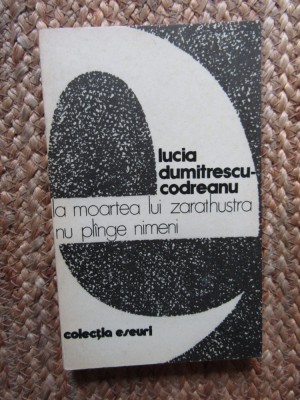 lucia
dumitrescu-
codreanu
la moartea lui zarathustra
nu plînge nimeni
colecția eseuri